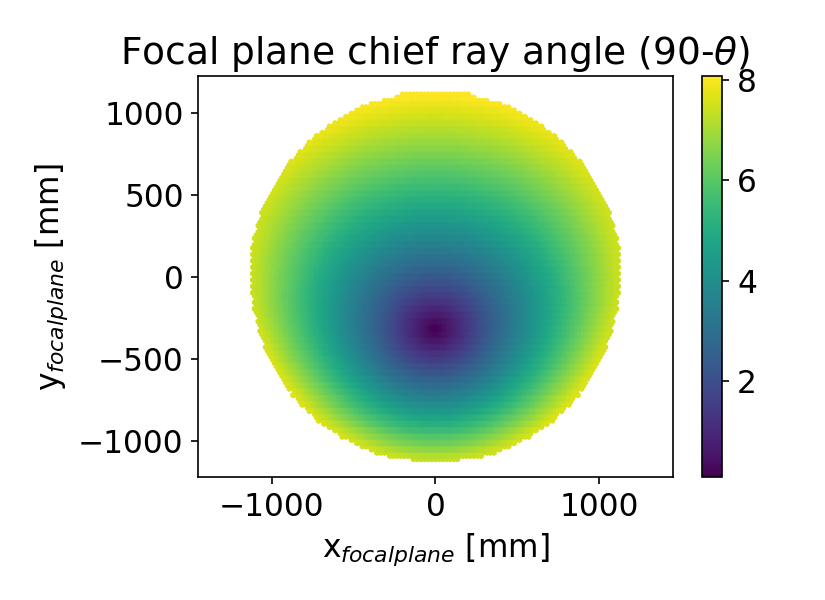 Focal plane chief ray angle (90-θ)
1000
500
0
−500
−1000
y_focalplane [mm]
−1000 0 1000
x_focalplane [mm]
8
6
4
2